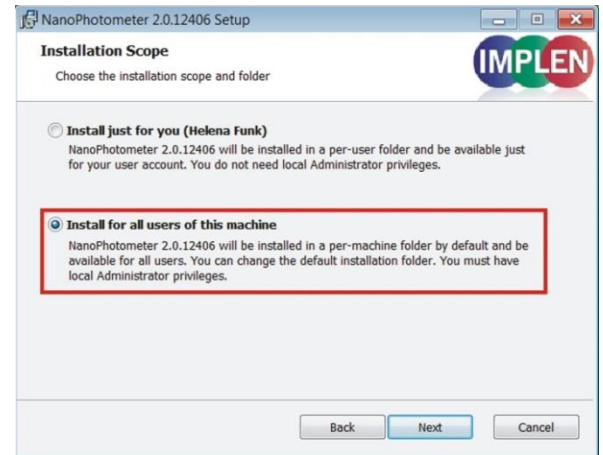 NanoPhotometer 2.0.12406 Setup
Installation Scope
Choose the installation scope and folder
IMPLEN
Install just for you (Helena Funk)
NanoPhotometer 2.0.12406 will be installed in a per-user folder and be available just
for your user account. You do not need local Administrator privileges.
Install for all users of this machine
NanoPhotometer 2.0.12406 will be installed in a per-machine folder by default and be
available for all users. You can change the default installation folder. You must have
local Administrator privileges.
Back Next Cancel